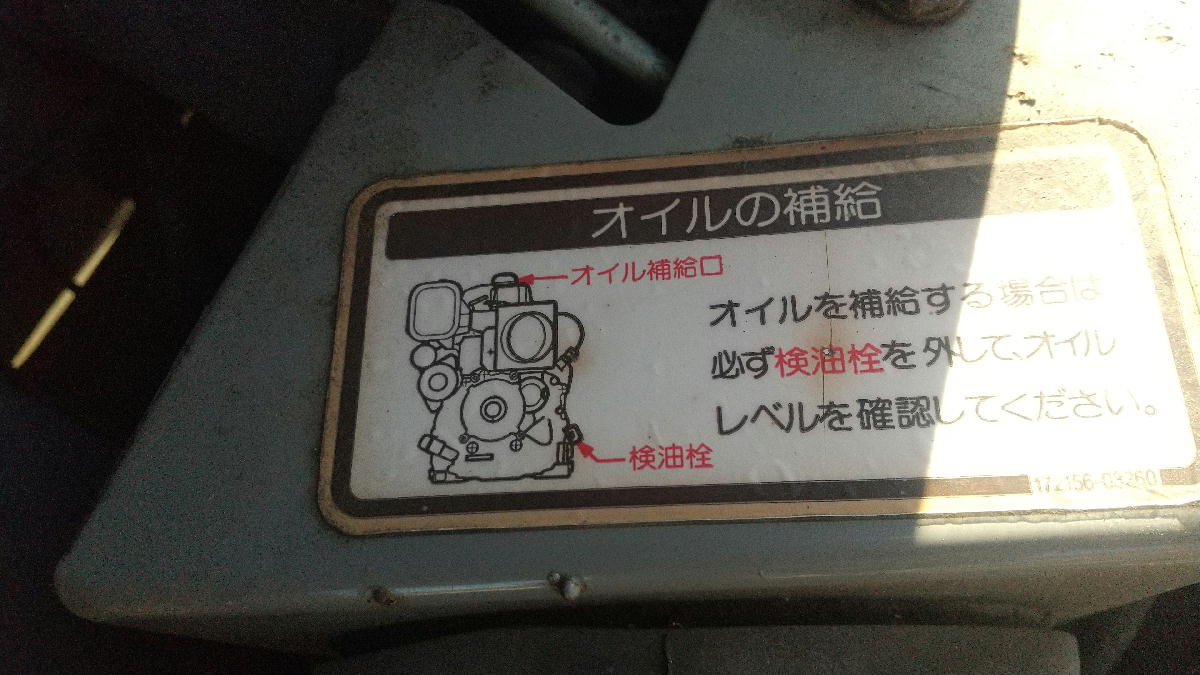 オイルの補給
オイル補給口
オイルを補給する場合は
必ず検油栓を外して、オイル
レベルを確認してください。
検油栓
172156-03260